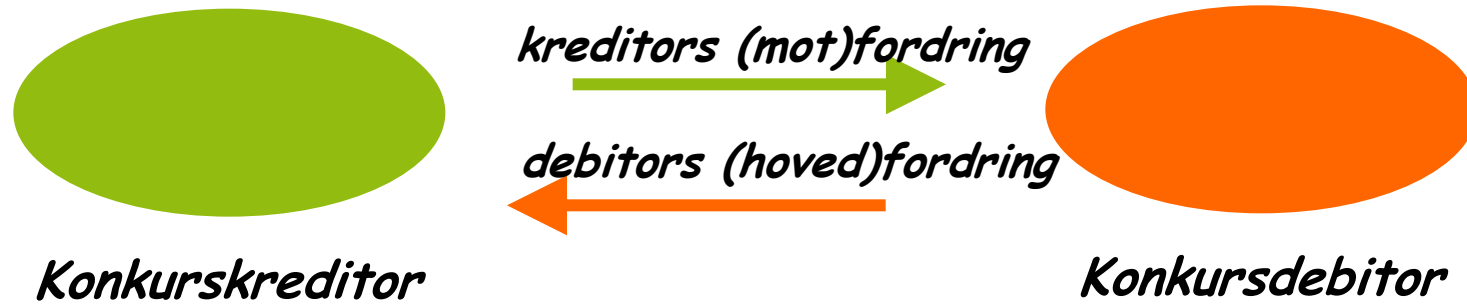 kreditors (mot)fordring
debitors (hoved)fordring
Konkurskreditor
Konkursdebitor